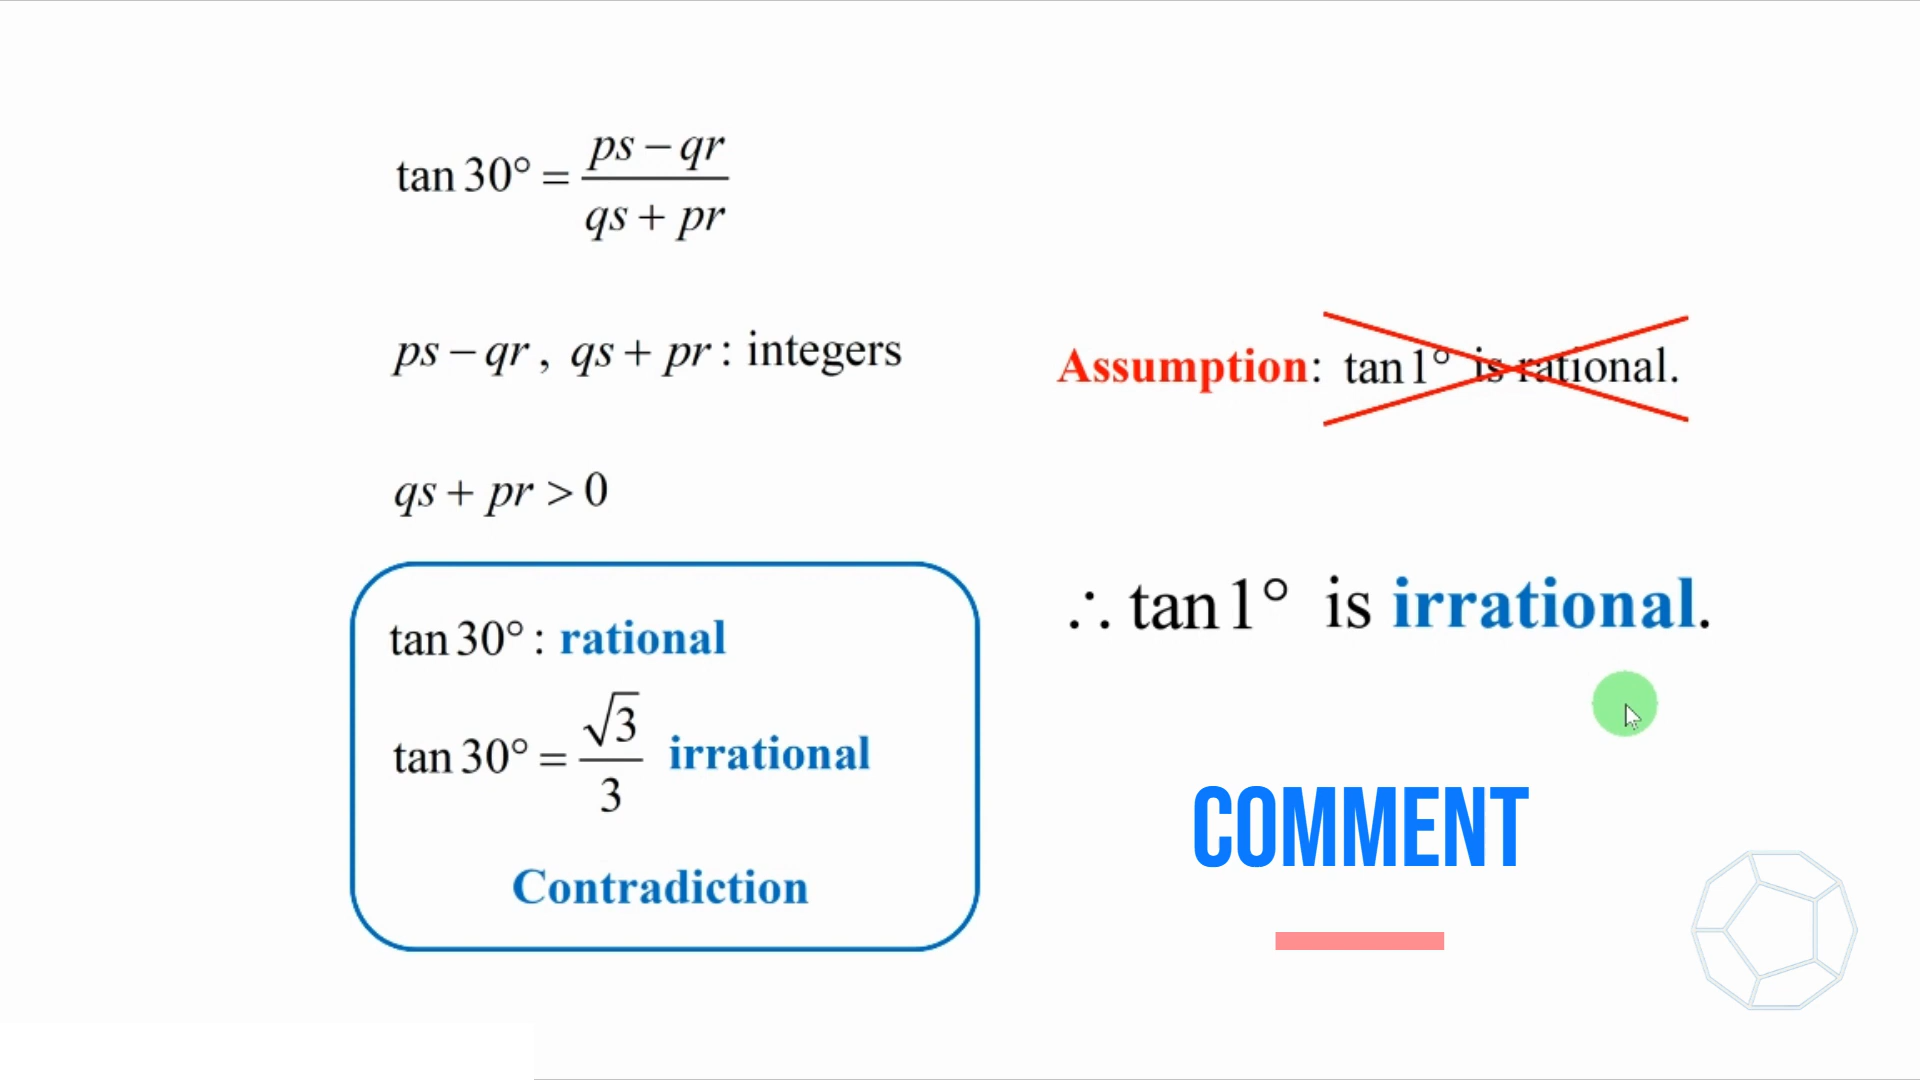 tan 30° = (ps − qr)/(qs + pr)
ps − qr , qs + pr : integers
qs + pr > 0
tan 30° : rational
tan 30° = √3/3 irrational
Contradiction
Assumption: tan 1° is rational.
∴ tan 1° is irrational.
COMMENT